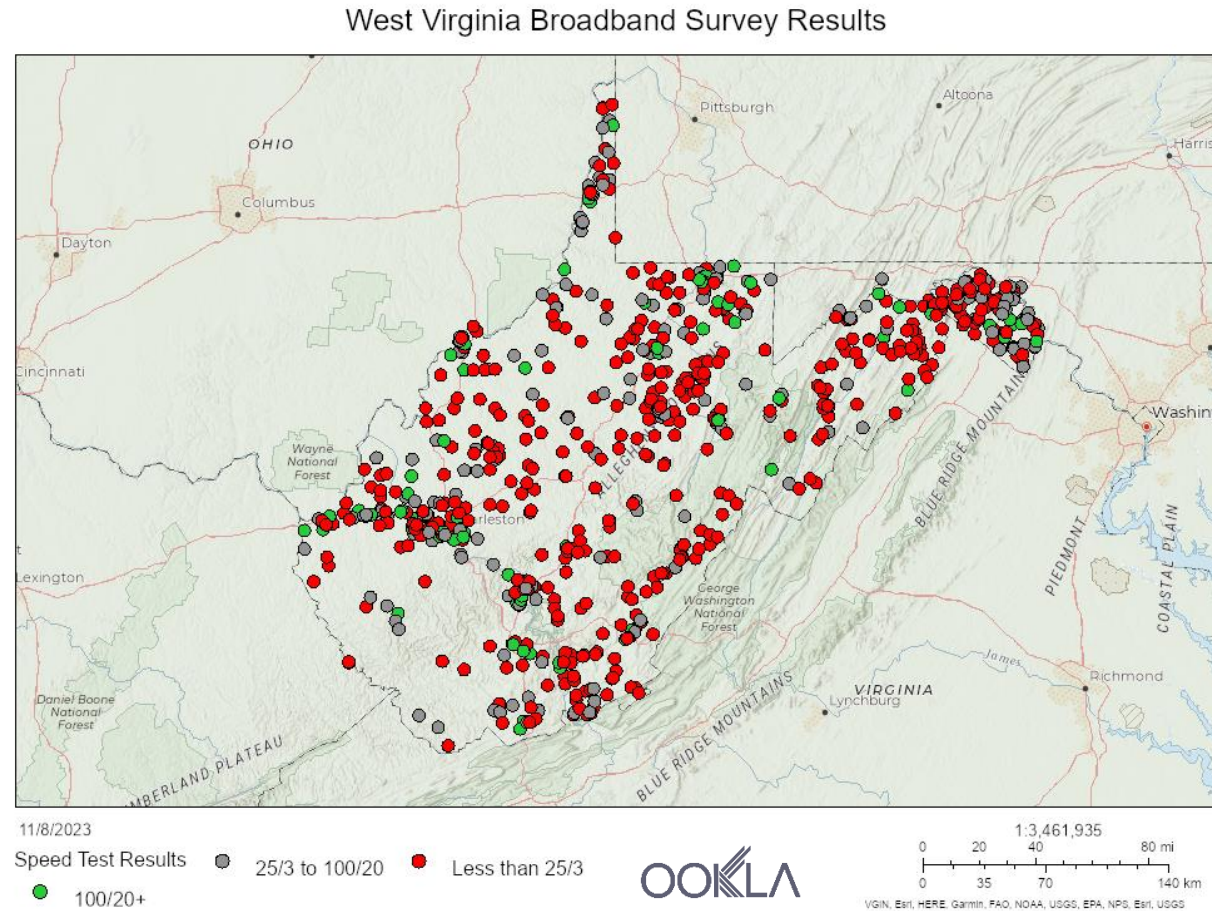 West Virginia Broadband Survey Results
Pittsburgh
Altoona
Harris
OHIO
Columbus
Dayton
Cincinnati
Washin
Wayne
National
Forest
BLUE RIDGE MOUNTAIN
arleston
PIEDMONT
COASTAL PLAIN
t
Lexington
George
Washington
National
Forest
James
Richmond
Daniel Boone
National
Forest
VIRGINIA
Lynchburg
BLUE RIDGE MOUNTAINS
MBERLAND PLATEAU
11/8/2023
1:3,461,935
Speed Test Results
25/3 to 100/20
Less than 25/3
100/20+
OOKLA
0 20 40 80 mi
0 35 70 140 km
VGIN, Esri, HERE, Garmin, FAO, NOAA, USGS, EPA, NPS, Esri, USGS